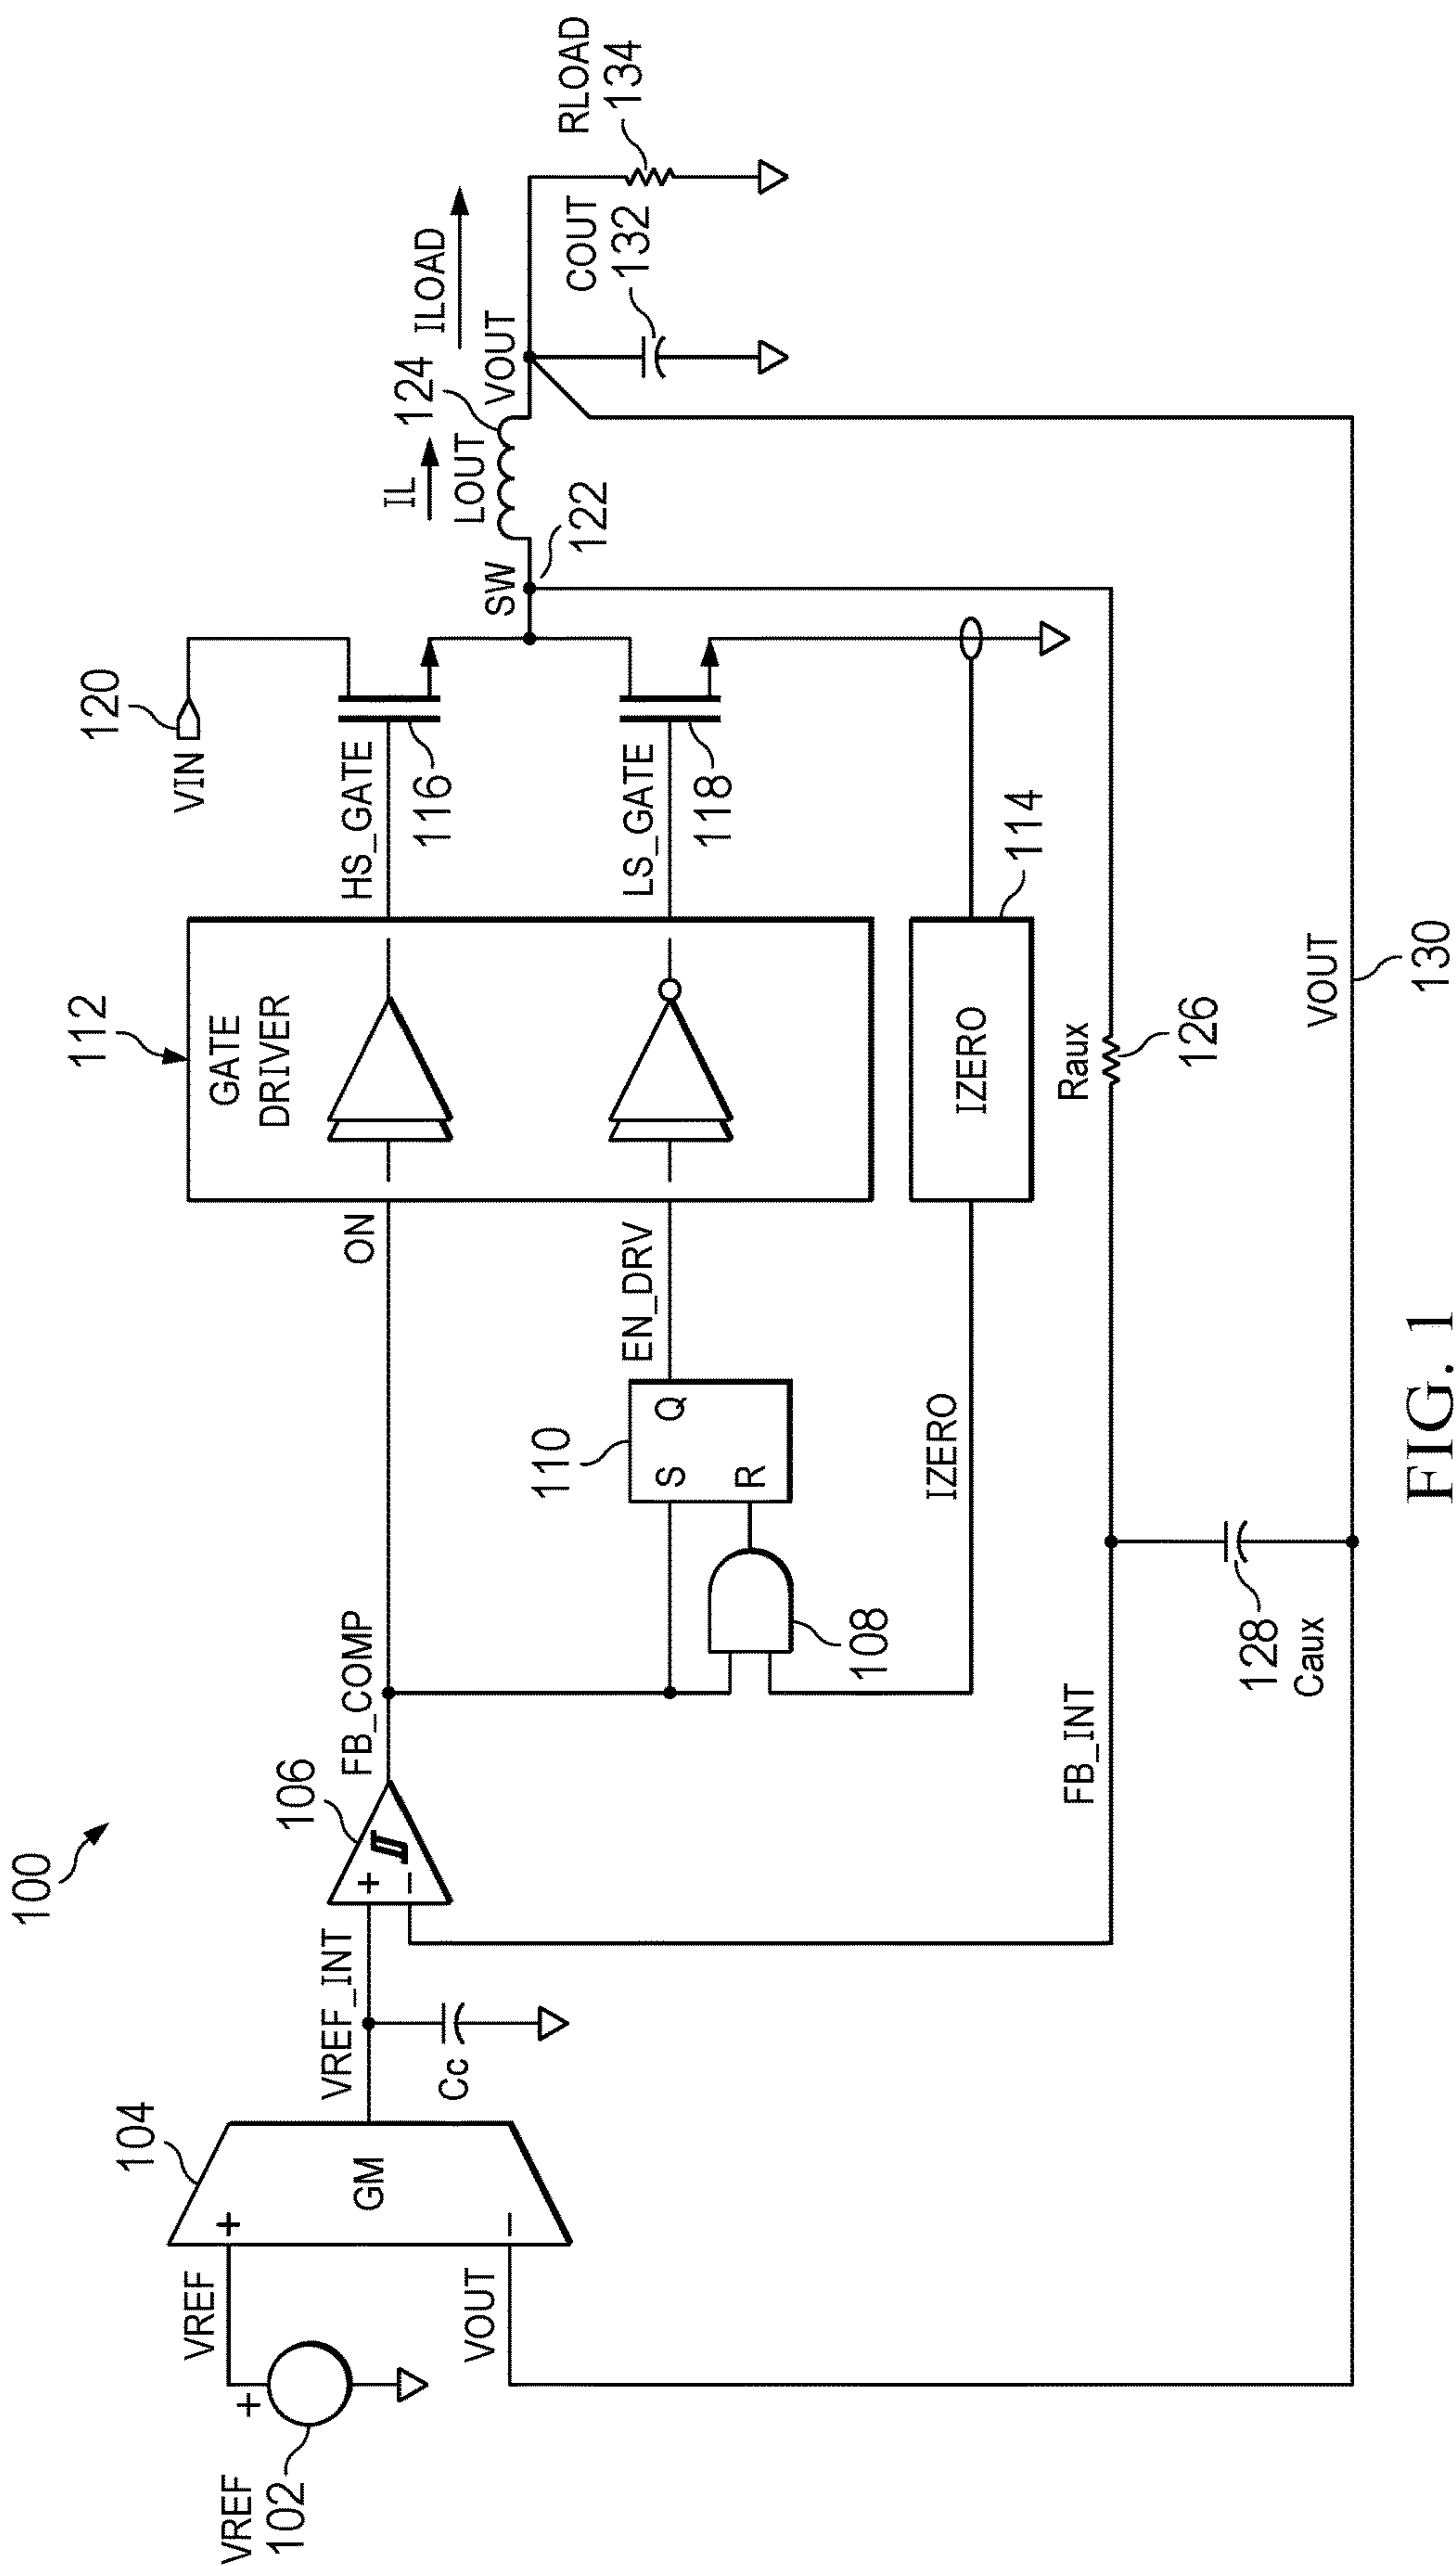 100
VREF
102
+
VREF
VOUT
+
−
GM
104
VREF_INT
Cc
+
−
106
FB_COMP
108
110
S
R
Q
EN_DRV
ON
IZERO
112
GATE
DRIVER
IZERO
114
HS_GATE
116
LS_GATE
118
VIN
120
SW
122
IL
LOUT
124
VOUT
ILOAD
COUT
132
RLOAD
134
FB_INT
128
Caux
Raux
126
VOUT
130
FIG. 1